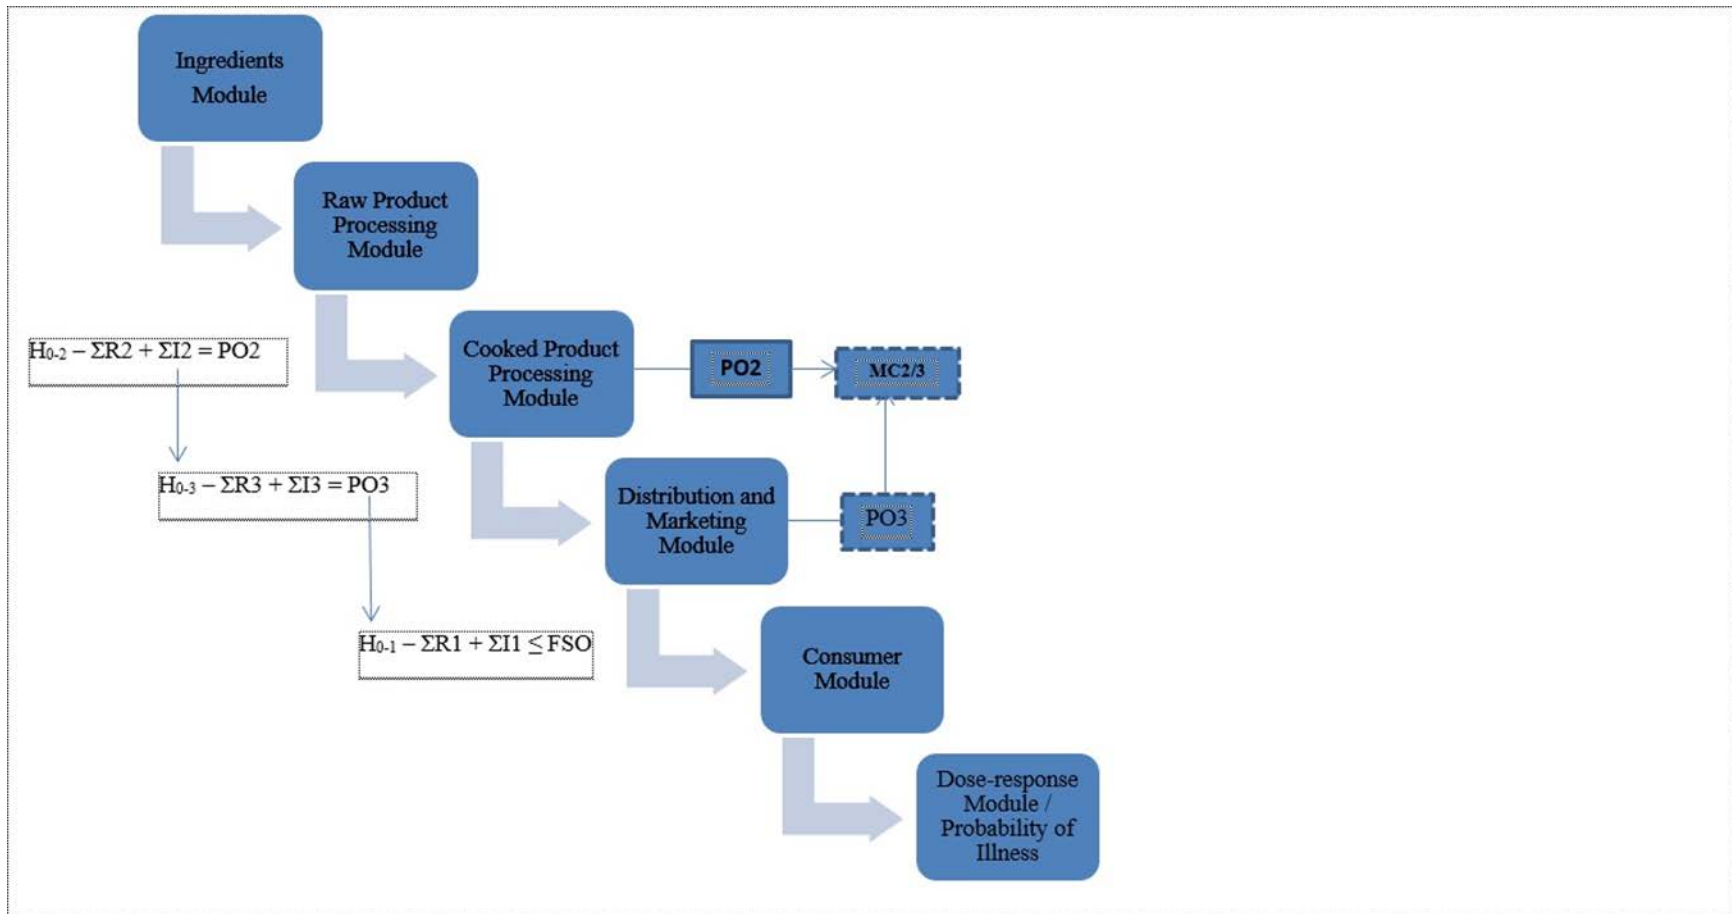 Ingredients
Module
Raw Product
Processing
Module
H₀₋₂ – ΣR2 + ΣI2 = PO2
Cooked Product
Processing
Module
PO2
MC2/3
H₀₋₃ – ΣR3 + ΣI3 = PO3
Distribution and
Marketing
Module
PO3
H₀₋₁ – ΣR1 + ΣI1 ≤ FSO
Consumer
Module
Dose-response
Module /
Probability of
Illness